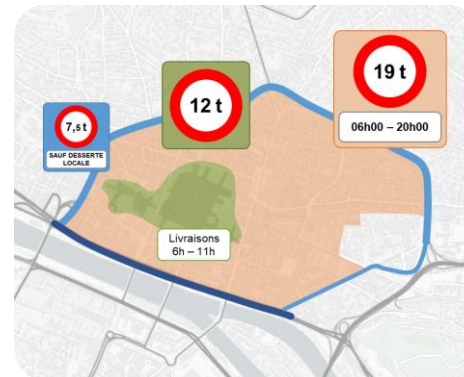 7,5 t
SAUF DESSERTE
LOCALE
12 t
19 t
06h00 – 20h00
Livraisons
6h – 11h